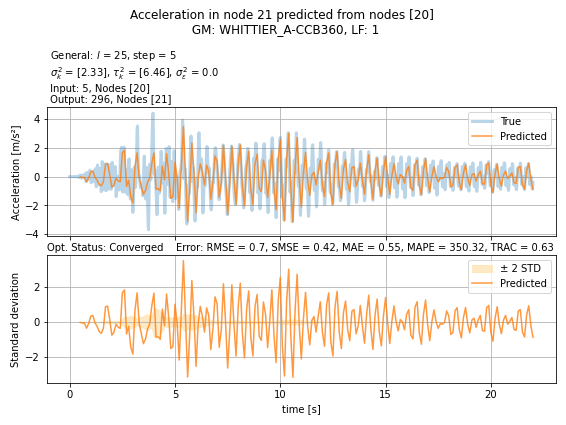 Acceleration in node 21 predicted from nodes [20]
GM: WHITTIER_A-CCB360, LF: 1
General: l = 25, step = 5
σ²ₖ = [2.33], τ²ₖ = [6.46], σ²ε = 0.0
Input: 5, Nodes [20]
Output: 296, Nodes [21]
Acceleration [m/s²]
4
2
0
−2
−4
True
Predicted
Opt. Status: Converged Error: RMSE = 0.7, SMSE = 0.42, MAE = 0.55, MAPE = 350.32, TRAC = 0.63
Standard deviation
2
0
−2
± 2 STD
Predicted
0 5 10 15 20
time [s]